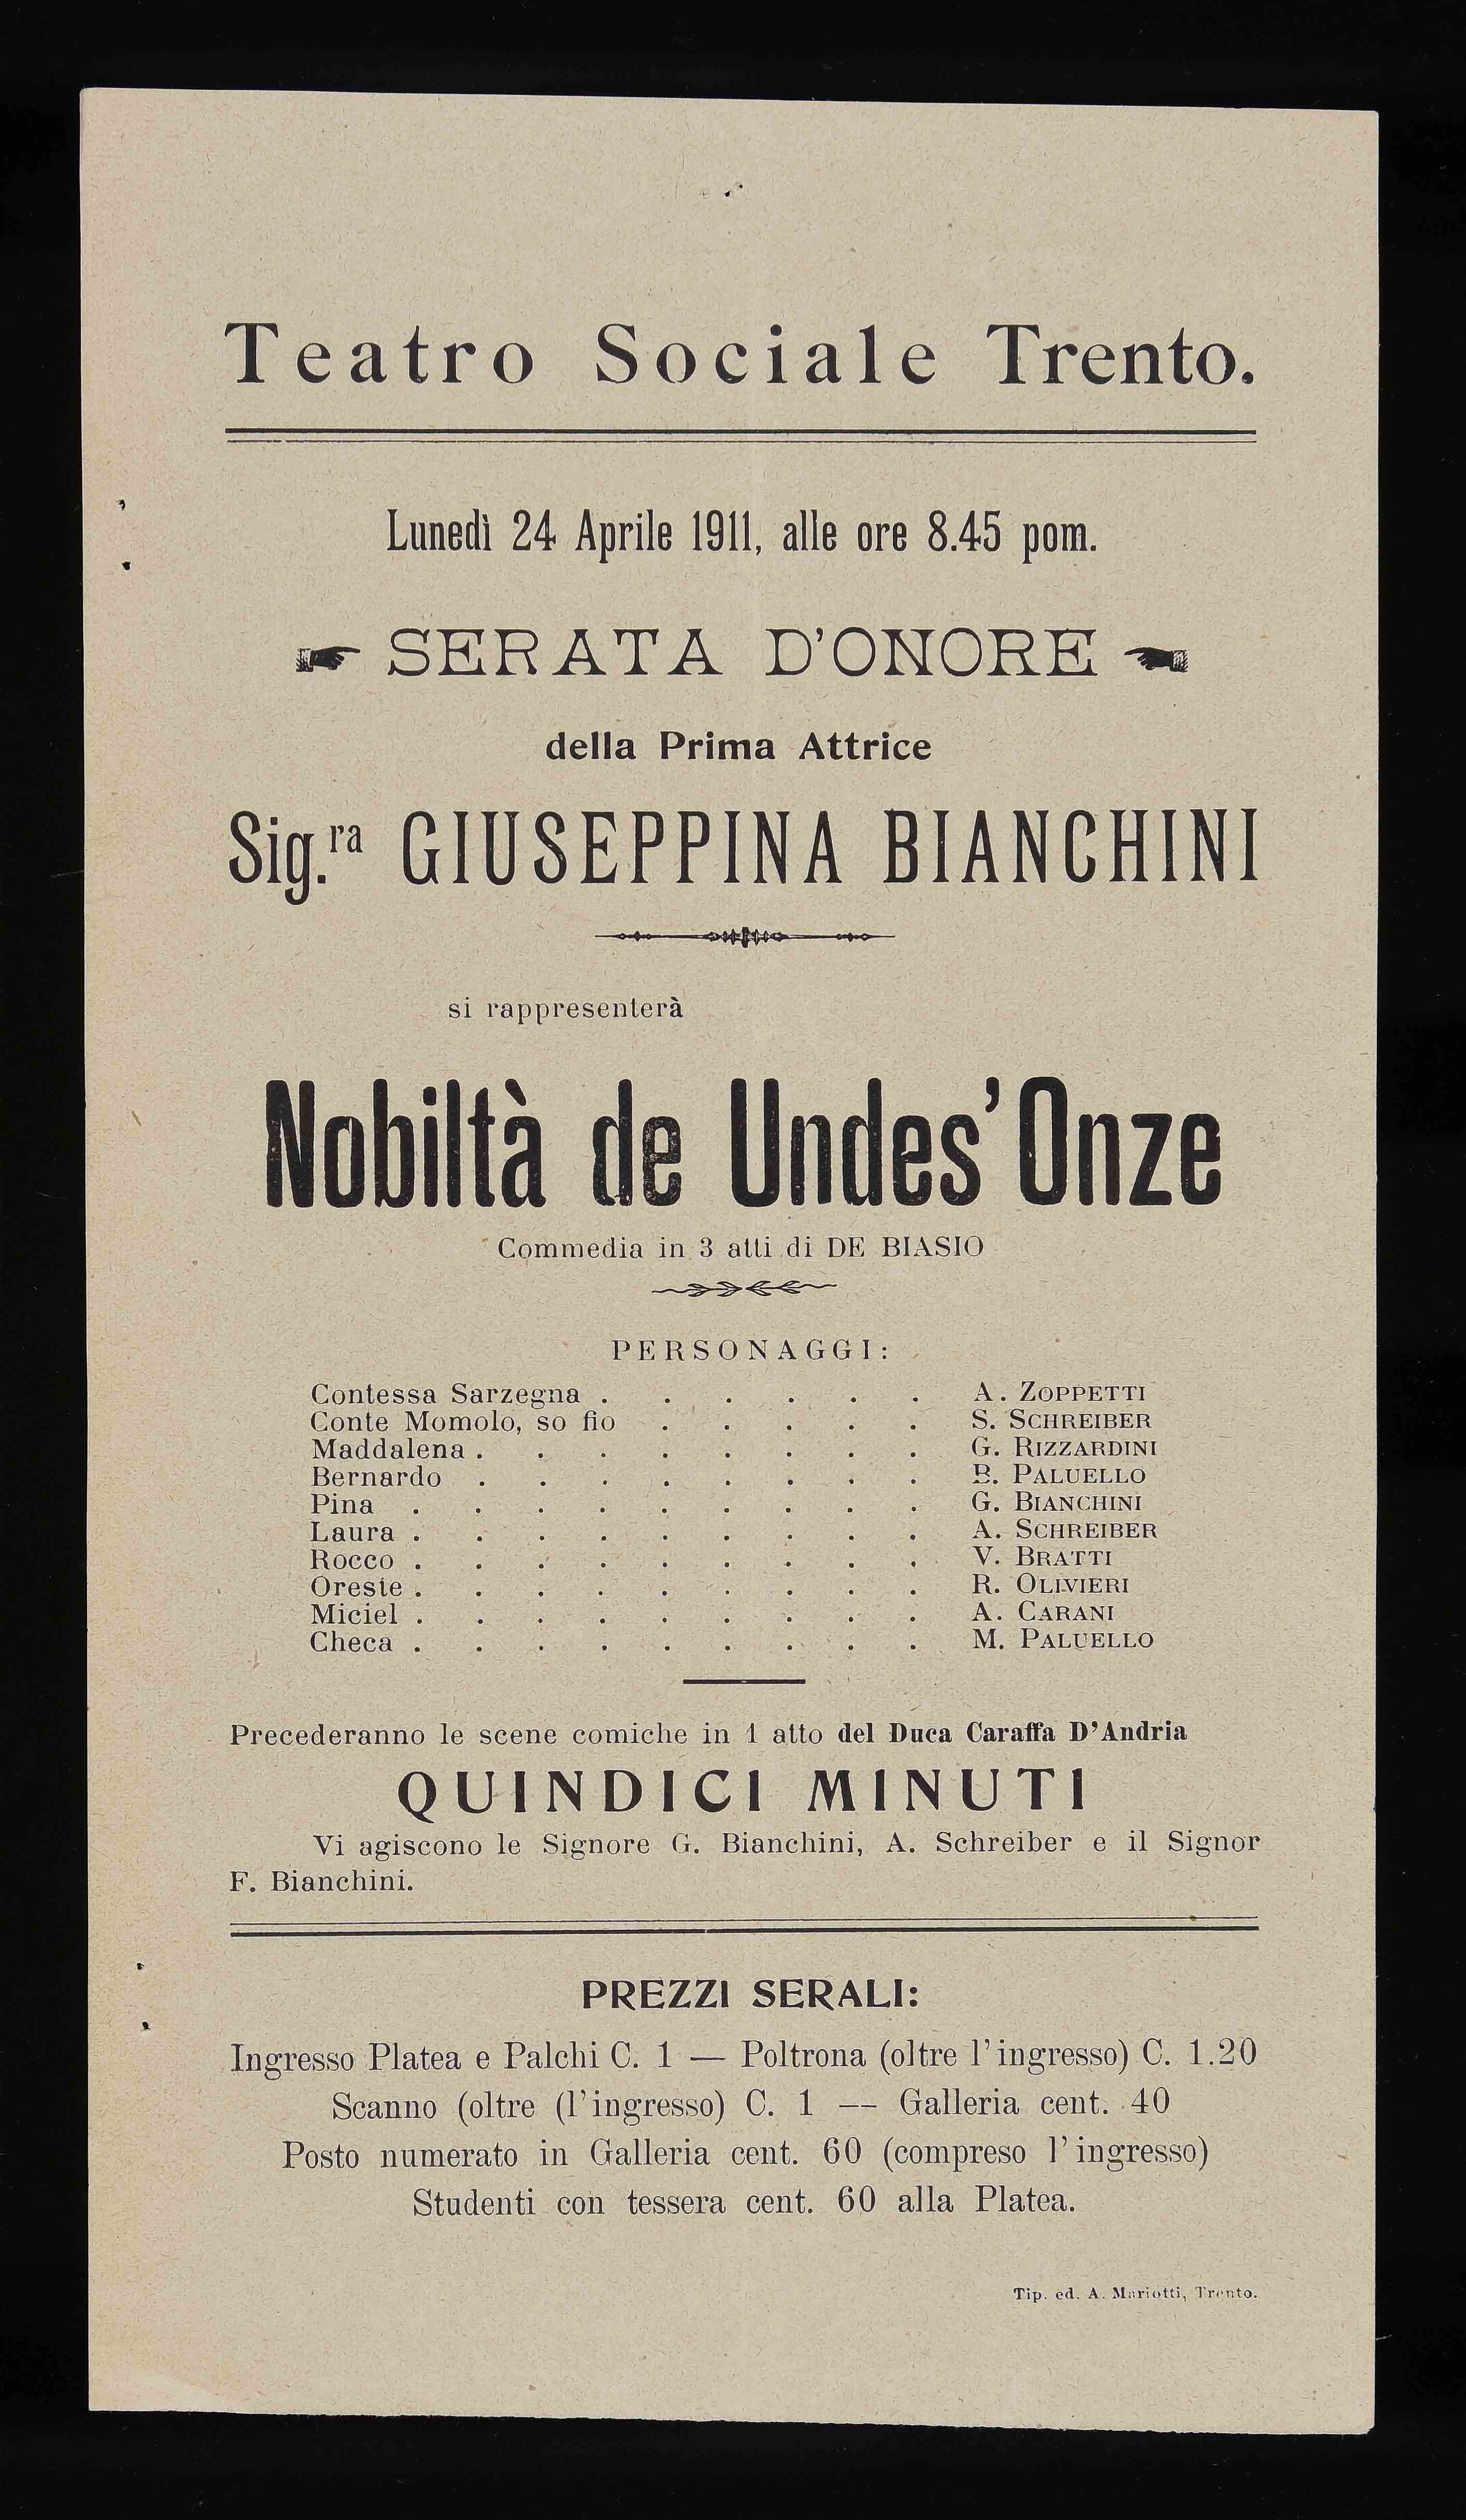 Teatro Sociale Trento.
Lunedì 24 Aprile 1911, alle ore 8.45 pom.
SERATA D'ONORE
della Prima Attrice
Sig.ra GIUSEPPINA BIANCHINI
si rappresenterà
Nobiltà de Undes' Onze
Commedia in 3 atti di DE BIASIO
PERSONAGGI:
Contessa Sarzegna . . . . . . A. ZOPPETTI
Conte Momolo, so fio . . . . . S. SCHREIBER
Maddalena . . . . . . . . G. RIZZARDINI
Bernardo . . . . . . . . B. PALUELLO
Pina . . . . . . . . . G. BIANCHINI
Laura . . . . . . . . . A. SCHREIBER
Rocco . . . . . . . . . V. BRATTI
Oreste . . . . . . . . . R. OLIVIERI
Miciel . . . . . . . . . A. CARANI
Checa . . . . . . . . . M. PALUELLO
Precederanno le scene comiche in 1 atto del Duca Caraffa D'Andria
QUINDICI MINUTI
Vi agiscono le Signore G. Bianchini, A. Schreiber e il Signor
F. Bianchini.
PREZZI SERALI:
Ingresso Platea e Palchi C. 1 — Poltrona (oltre l'ingresso) C. 1.20
Scanno (oltre (l'ingresso) C. 1 — Galleria cent. 40
Posto numerato in Galleria cent. 60 (compreso l'ingresso)
Studenti con tessera cent. 60 alla Platea.
Tip. ed. A. Mariotti, Trento.